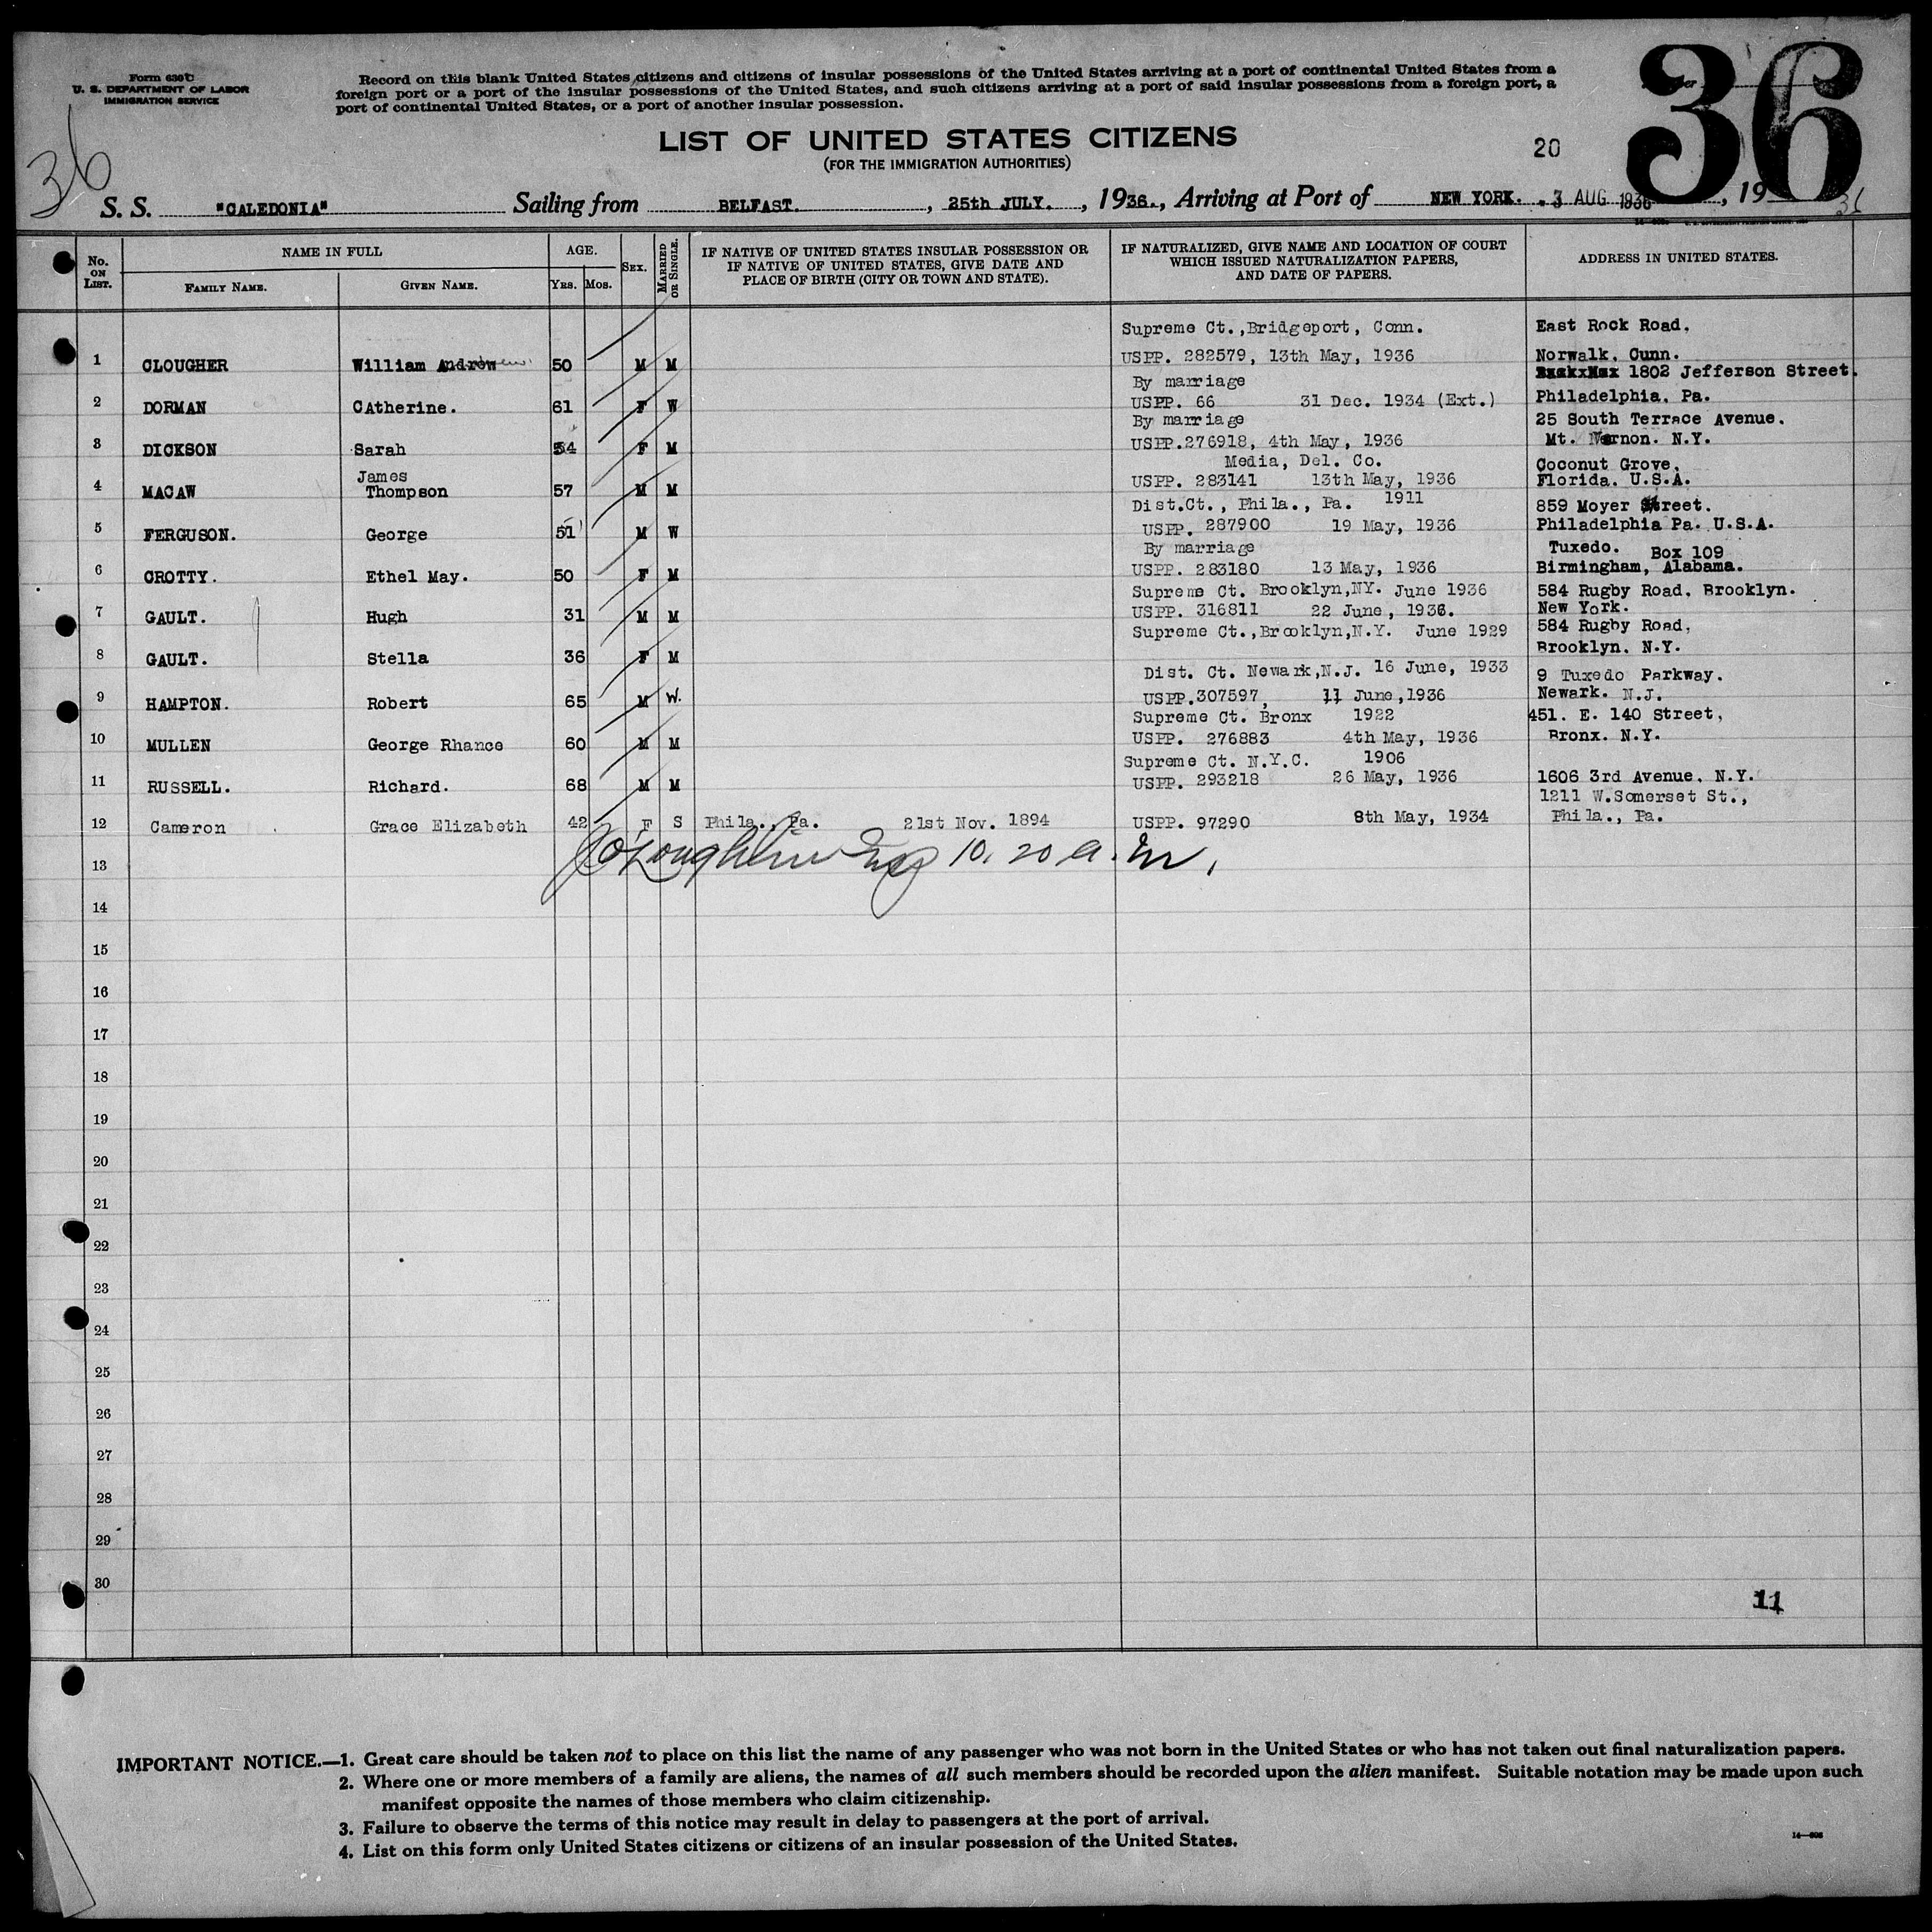 36
Form 630 C
U. S. DEPARTMENT OF LABOR
IMMIGRATION SERVICE
Record on this blank United States citizens and citizens of insular possessions of the United States arriving at a port of continental United States from a
foreign port or a port of the insular possessions of the United States, and such citizens arriving at a port of said insular possessions from a foreign port, a
port of continental United States, or a port of another insular possession.
LIST OF UNITED STATES CITIZENS
(FOR THE IMMIGRATION AUTHORITIES)
20
36
S. S. "CALEDONIA" Sailing from BELFAST. , 25th JULY. , 1936., Arriving at Port of NEW YORK. . 3 AUG 1936 , 19 36
No. ON LIST. NAME IN FULL AGE. SEX. MARRIED OR SINGLE. IF NATIVE OF UNITED STATES INSULAR POSSESSION OR IF NATIVE OF UNITED STATES, GIVE DATE AND PLACE OF BIRTH (CITY OR TOWN AND STATE). IF NATURALIZED, GIVE NAME AND LOCATION OF COURT WHICH ISSUED NATURALIZATION PAPERS, AND DATE OF PAPERS. ADDRESS IN UNITED STATES.
FAMILY NAME. GIVEN NAME. YRS. MOS.
Supreme Ct.,Bridgeport, Conn. East Rock Road.
1 CLOUGHER William Andrew 50 M M USPP. 282579, 13th May, 1936 Norwalk. Cunn.
By marriage 1802 Jefferson Street.
2 DORMAN CAtherine. 61 F W USPP. 66 31 Dec. 1934 (Ext.) Philadelphia. Pa.
By marriage 25 South Terrace Avenue.
3 DICKSON Sarah 54 F M USPP.276918, 4th May, 1936 Mt. Vernon. N.Y.
James Media, Del. Co. Coconut Grove.
4 MACAW Thompson 57 M M USPP. 283141 13th May, 1936 Florida. U.S.A.
Dist.Ct., Phila., Pa. 1911 859 Moyer Street.
5 FERGUSON. George 51 M W USPP. 287900 19 May, 1936 Philadelphia Pa. U.S.A.
By marriage Tuxedo. Box 109
6 CROTTY. Ethel May. 50 F M USPP. 283180 13 May, 1936 Birmingham, Alabama.
Supreme Ct. Brooklyn,NY. June 1936 584 Rugby Road. Brooklyn.
7 GAULT. Hugh 31 M M USPP. 316811 22 June, 1936. New York.
Supreme Ct.,Brooklyn,N.Y. June 1929 584 Rugby Road,
8 GAULT. Stella 36 F M Brooklyn. N.Y.
Dist. Ct. Newark,N.J. 16 June, 1933 9 Tuxedo Parkway.
9 HAMPTON. Robert 65 M W. USPP.307597, 11 June,1936 Newark. N.J.
Supreme Ct. Bronx 1922 451. E. 140 Street,
10 MULLEN George Rhance 60 M M USPP. 276883 4th May, 1936 Bronx. N.Y.
Supreme Ct. N.Y.C. 1906
11 RUSSELL. Richard. 68 M M USPP. 293218 26 May, 1936 1606 3rd Avenue. N.Y.
1211 W.Somerset St.,
12 Cameron Grace Elizabeth 42 F S Phila., Pa. 21st Nov. 1894 USPP. 97290 8th May, 1934 Phila., Pa.
O'Loughlin Insp 10.20 a.m.
13
14
15
16
17
18
19
20
21
22
23
24
25
26
27
28
29
30
11
IMPORTANT NOTICE.—1. Great care should be taken not to place on this list the name of any passenger who was not born in the United States or who has not taken out final naturalization papers.
2. Where one or more members of a family are aliens, the names of all such members should be recorded upon the alien manifest. Suitable notation may be made upon such
manifest opposite the names of those members who claim citizenship.
3. Failure to observe the terms of this notice may result in delay to passengers at the port of arrival.
4. List on this form only United States citizens or citizens of an insular possession of the United States.